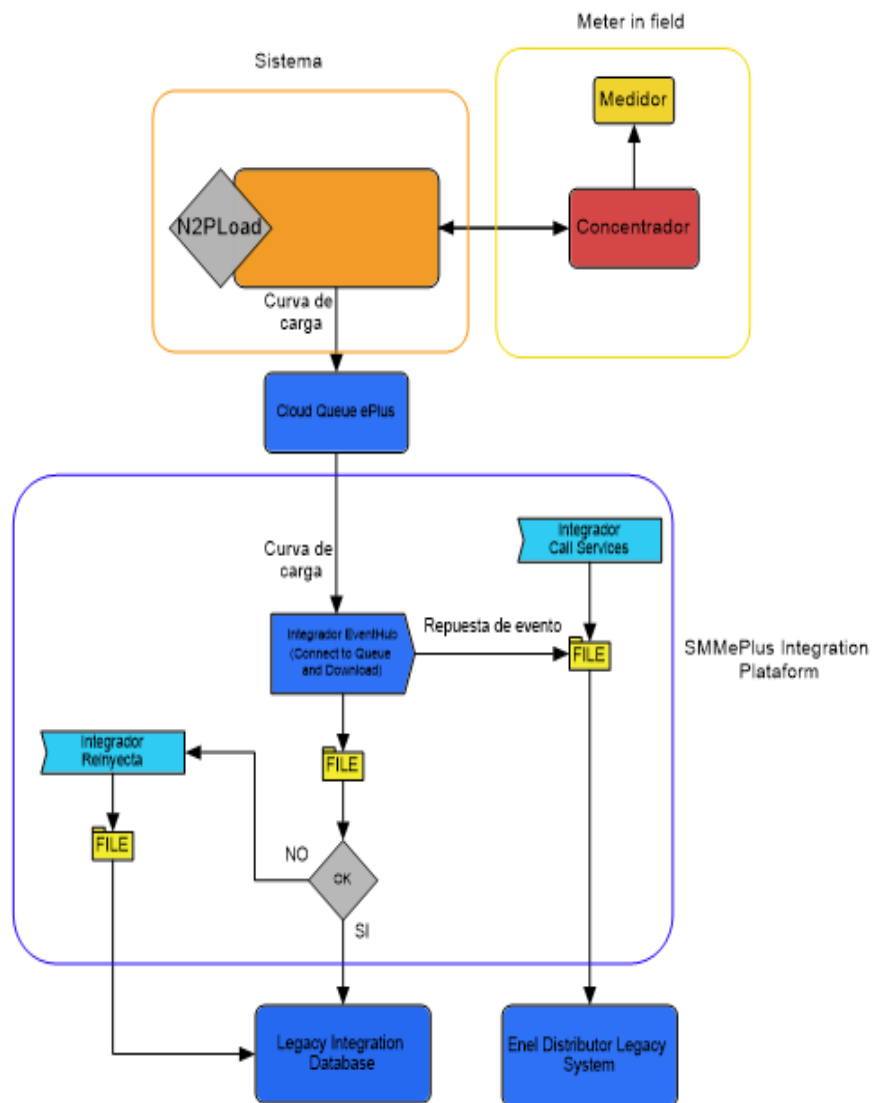 Meter in field
Sistema
Medidor
N2PLoad
Concentrador
Curva de
carga
Cloud Queue ePlus
Integrador
Call Services
Curva de
carga
Integrador EventHub
(Connect to Queue
and Download)
Repuesta de evento
FILE
SMMePlus Integration
Plataform
Integrador
Reinyecta
FILE
FILE
NO
OK
SI
Legacy Integration
Database
Enel Distributor Legacy
System